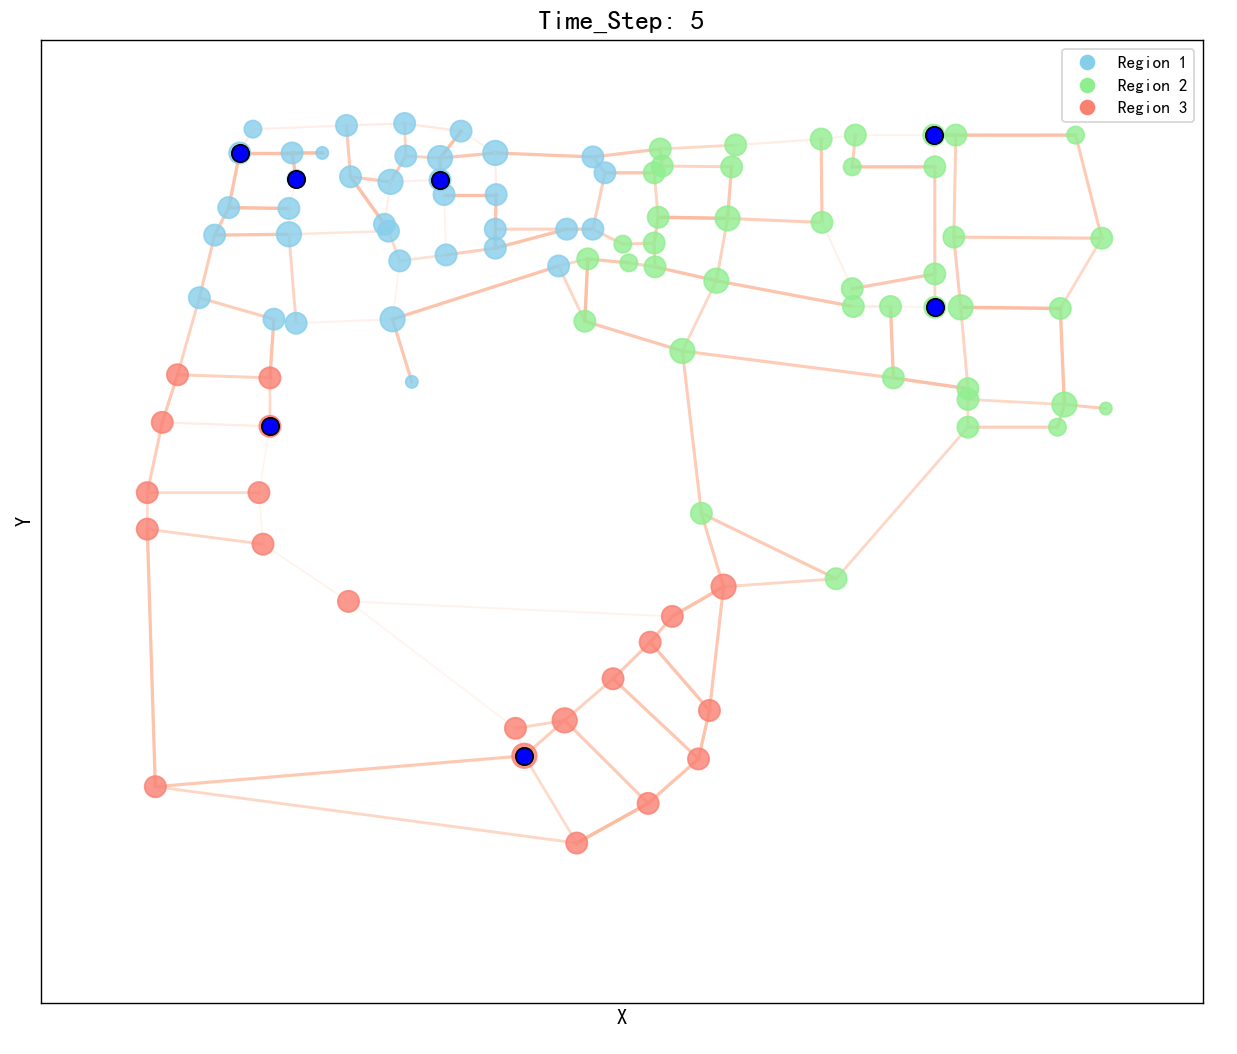 Time_Step: 5
Region 1
Region 2
Region 3
Y
X